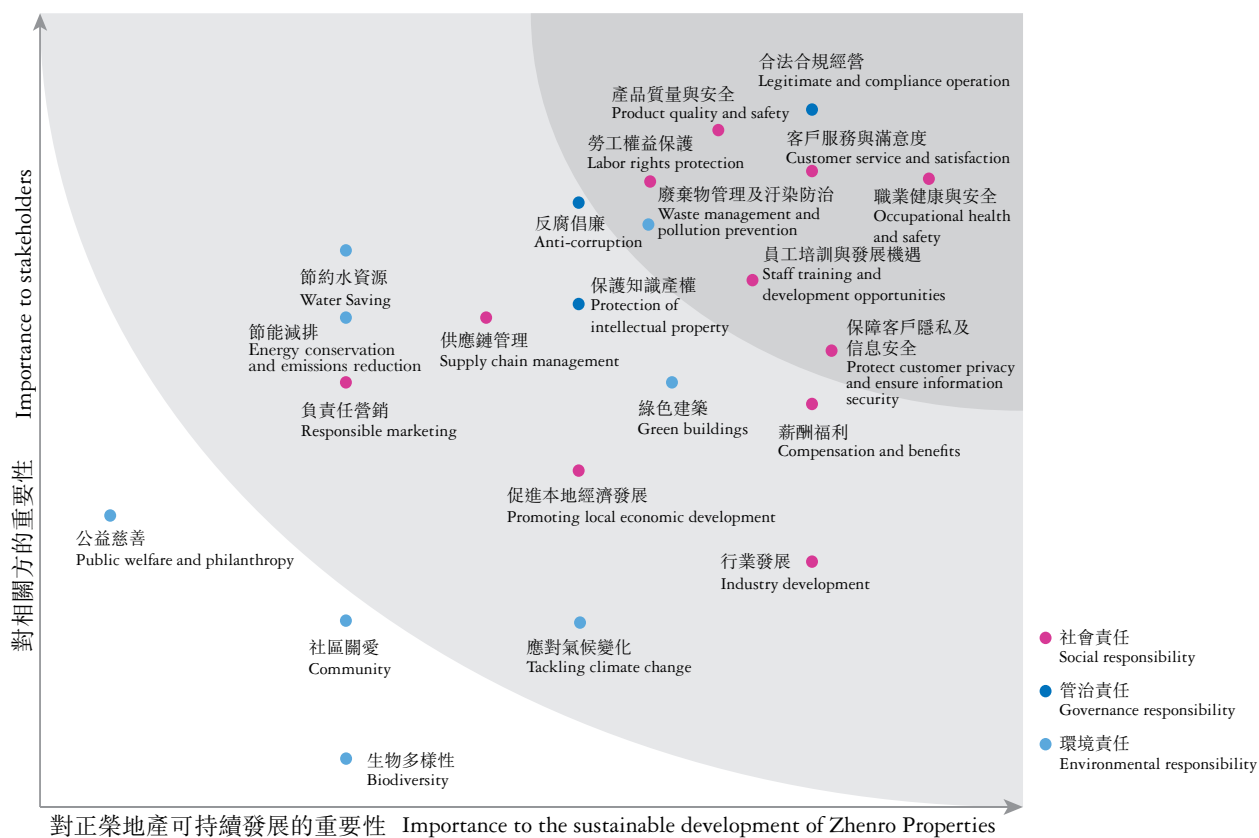 合法合規經營
Legitimate and compliance operation
產品質量與安全
Product quality and safety
勞工權益保護
Labor rights protection
客戶服務與滿意度
Customer service and satisfaction
廢棄物管理及汙染防治
Waste management and
pollution prevention
職業健康與安全
Occupational health
and safety
反腐倡廉
Anti-corruption
員工培訓與發展機遇
Staff training and
development opportunities
節約水資源
Water Saving
保護知識產權
Protection of
intellectual property
節能減排
Energy conservation
and emissions reduction
供應鏈管理
Supply chain management
保障客戶隱私及
信息安全
Protect customer privacy
and ensure information
security
負責任營銷
Responsible marketing
綠色建築
Green buildings
薪酬福利
Compensation and benefits
促進本地經濟發展
Promoting local economic development
公益慈善
Public welfare and philanthropy
行業發展
Industry development
社區關愛
Community
應對氣候變化
Tackling climate change
生物多樣性
Biodiversity
社會責任
Social responsibility
管治責任
Governance responsibility
環境責任
Environmental responsibility
對相關方的重要性 Importance to stakeholders
對正榮地產可持續發展的重要性 Importance to the sustainable development of Zhenro Properties